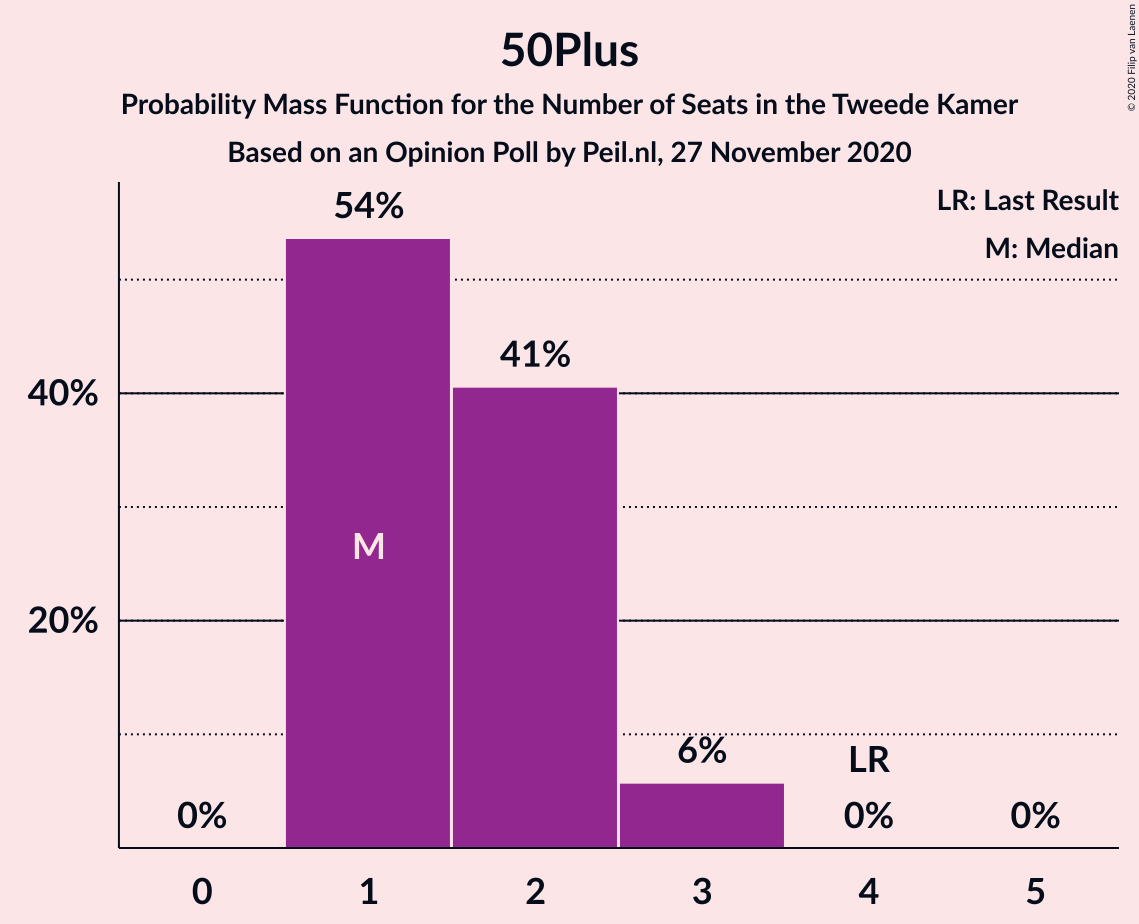 50Plus
Probability Mass Function for the Number of Seats in the Tweede Kamer
Based on an Opinion Poll by Peil.nl, 27 November 2020
© 2020 Filip van Laenen
LR: Last Result
M: Median
54%
41%
40%
M
20%
6%
LR
0%
0%
0%
0 1 2 3 4 5